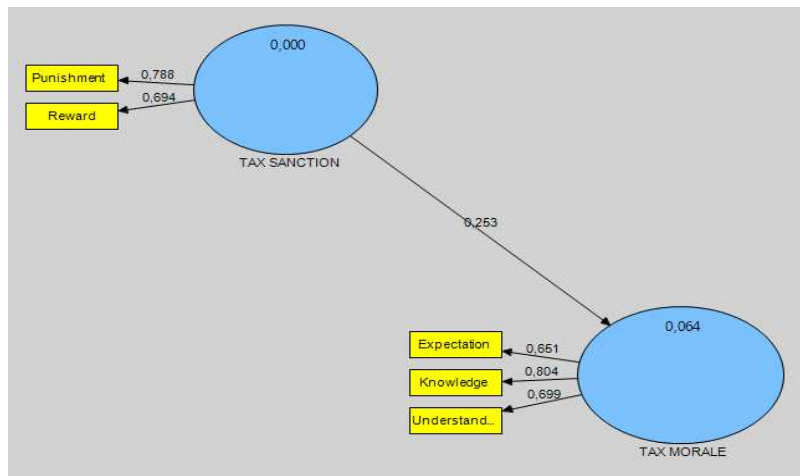 0,000
Punishment
0,788
0,694
Reward
TAX SANCTION
0,253
0,064
Expectation
0,651
Knowledge
0,804
0,699
Understand...
TAX MORALE